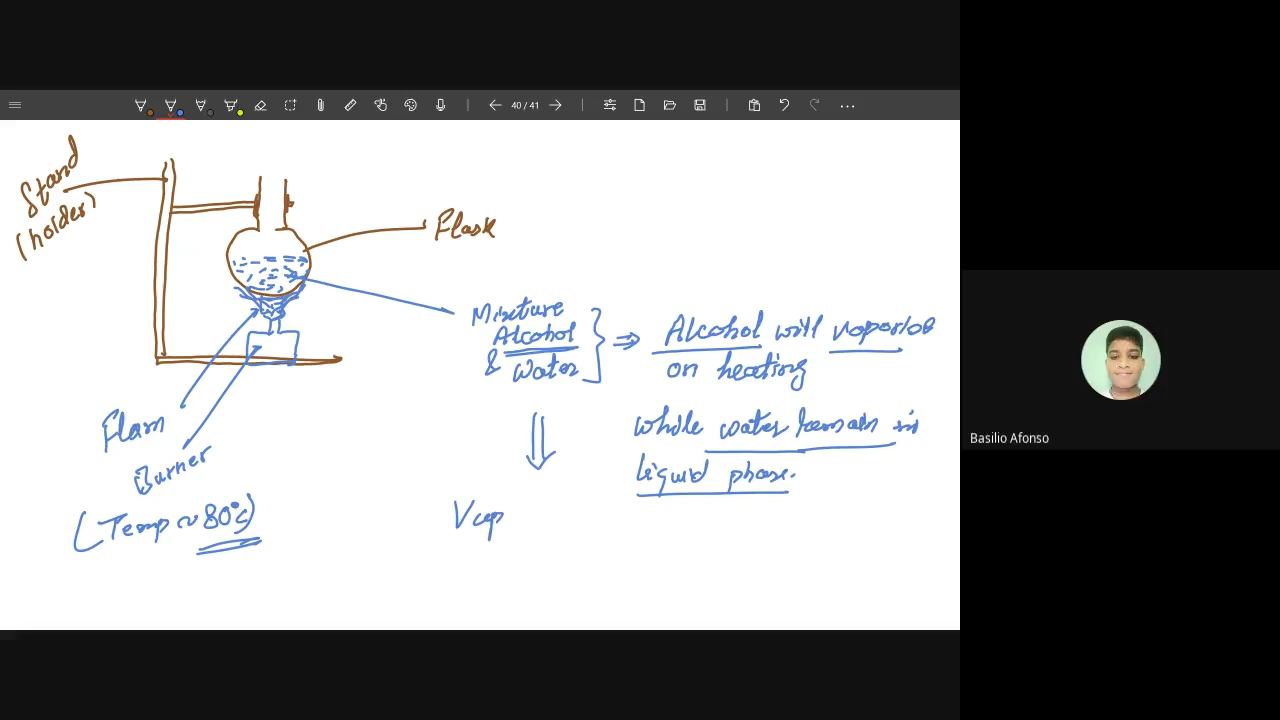 40 / 41
Stand
(holder)
Flask
Mixture
Alcohol
& water
⇒ Alcohol will vaporise
on heating
while water remain in
liquid phase.
Flam
Burner
(Temp ~ 80°c)
Vap
Basilio Afonso